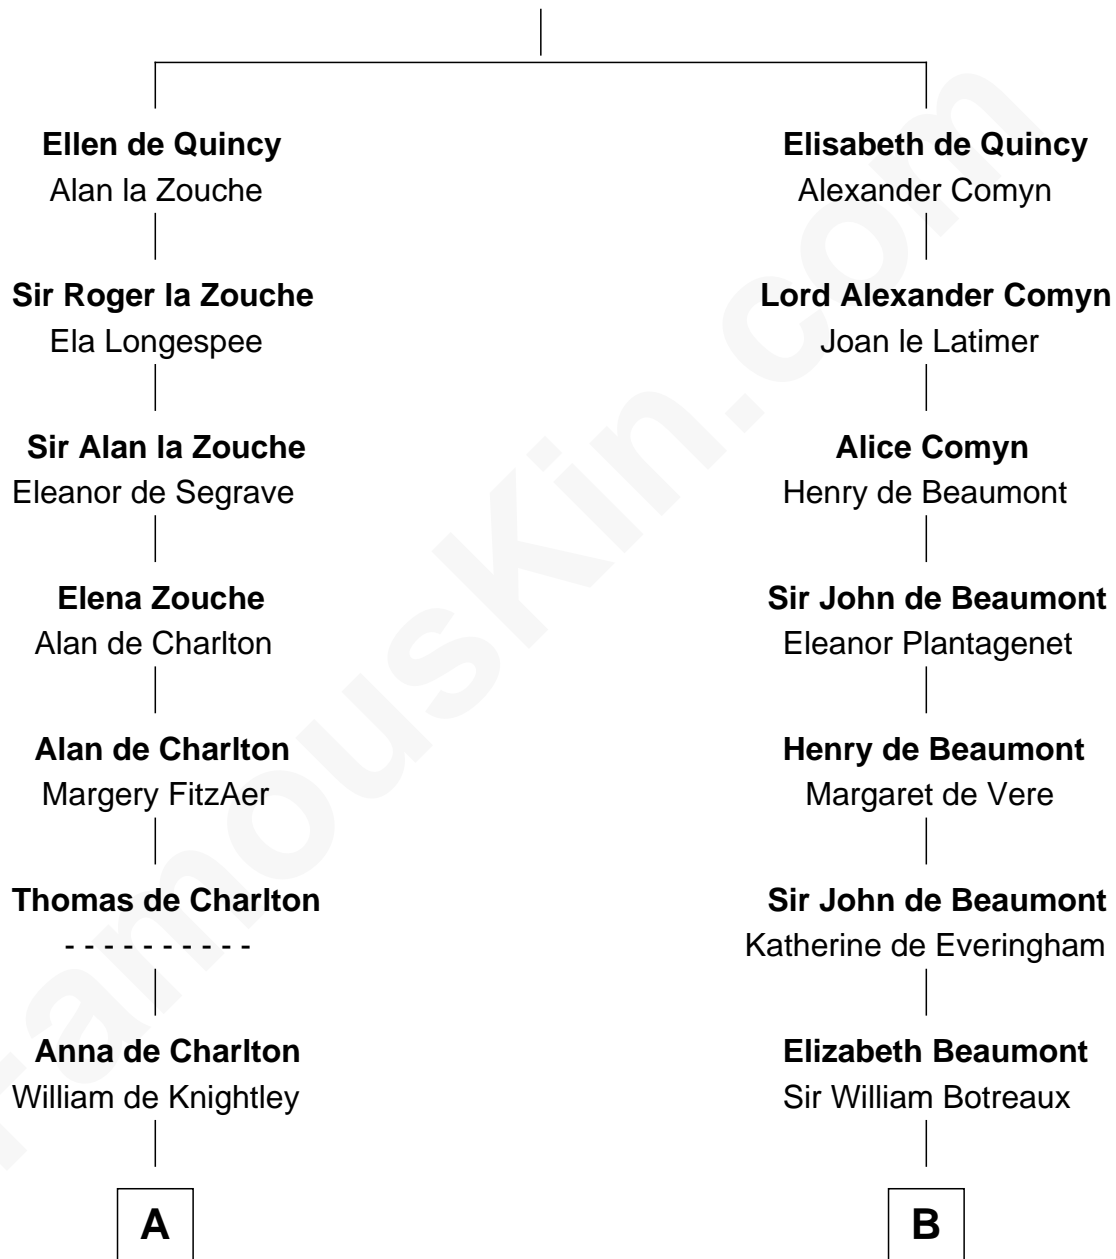 Ellen de Quincy
Alan la Zouche
Sir Roger la Zouche
Ela Longespee
Sir Alan la Zouche
Eleanor de Segrave
Elena Zouche
Alan de Charlton
Alan de Charlton
Margery FitzAer
Thomas de Charlton
- - - - - - - - - -
Anna de Charlton
William de Knightley
A
Elisabeth de Quincy
Alexander Comyn
Lord Alexander Comyn
Joan le Latimer
Alice Comyn
Henry de Beaumont
Sir John de Beaumont
Eleanor Plantagenet
Henry de Beaumont
Margaret de Vere
Sir John de Beaumont
Katherine de Everingham
Elizabeth Beaumont
Sir William Botreaux
B
FamousKin.com